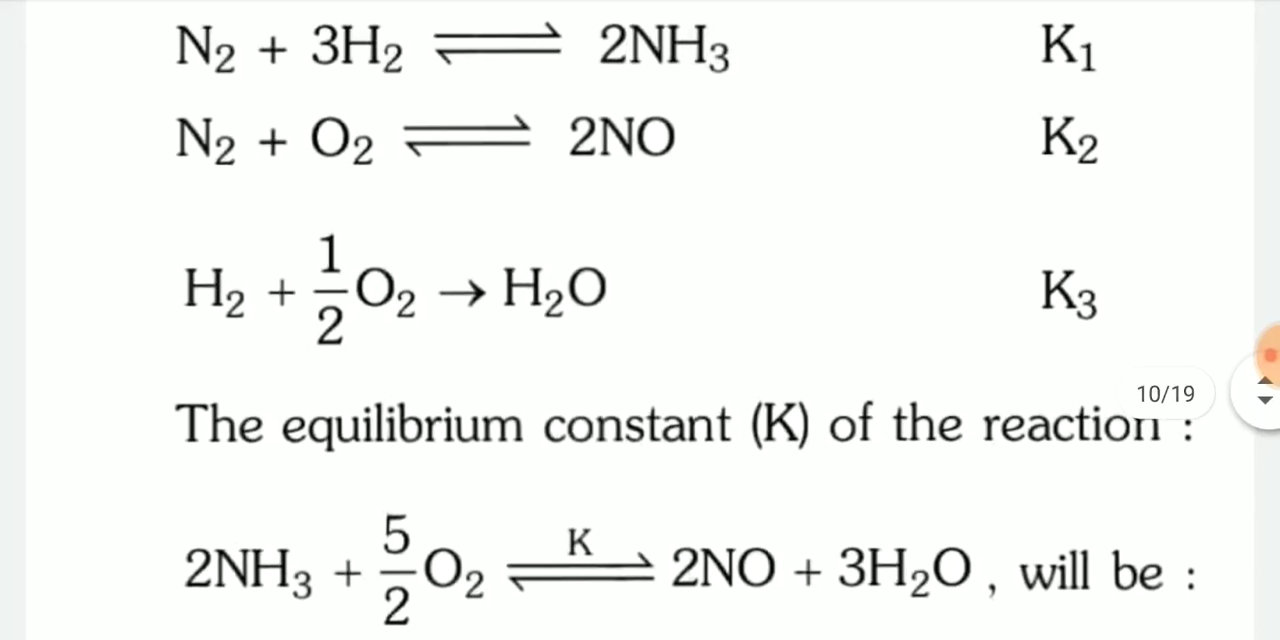 N₂ + 3H₂ ⇌ 2NH₃ K₁
N₂ + O₂ ⇌ 2NO K₂
H₂ + 1/2 O₂ → H₂O K₃
10/19
The equilibrium constant (K) of the reaction :
2NH₃ + 5/2 O₂ ⇌ᴷ 2NO + 3H₂O , will be :